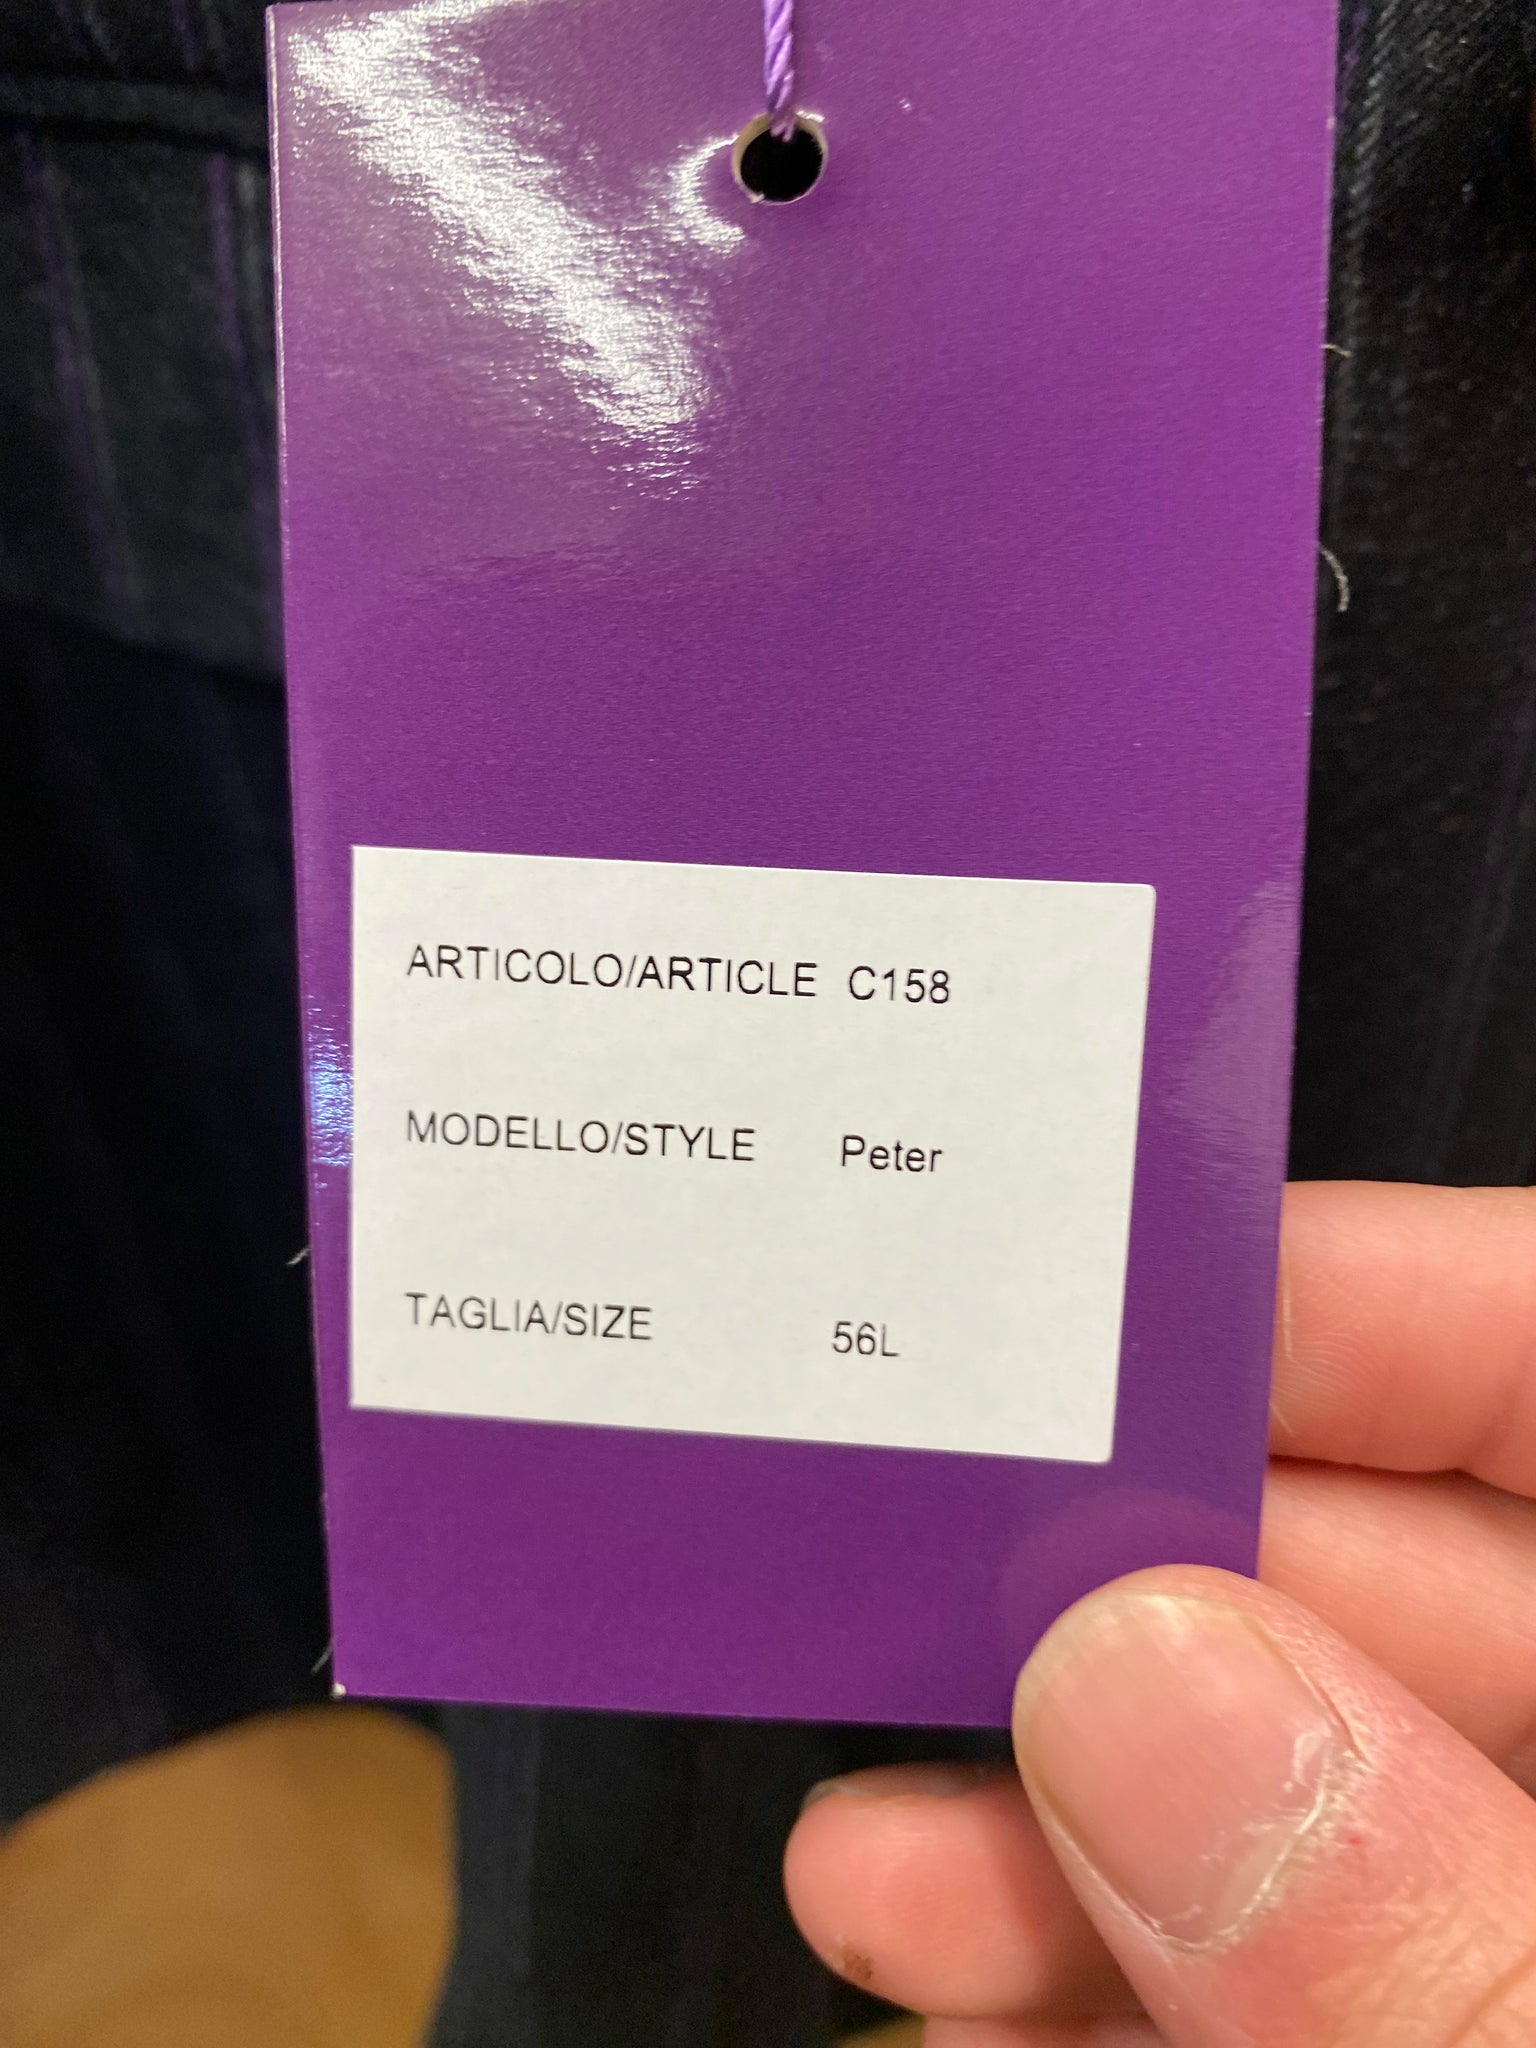 ARTICOLO/ARTICLE C158
MODELLO/STYLE Peter
TAGLIA/SIZE 56L